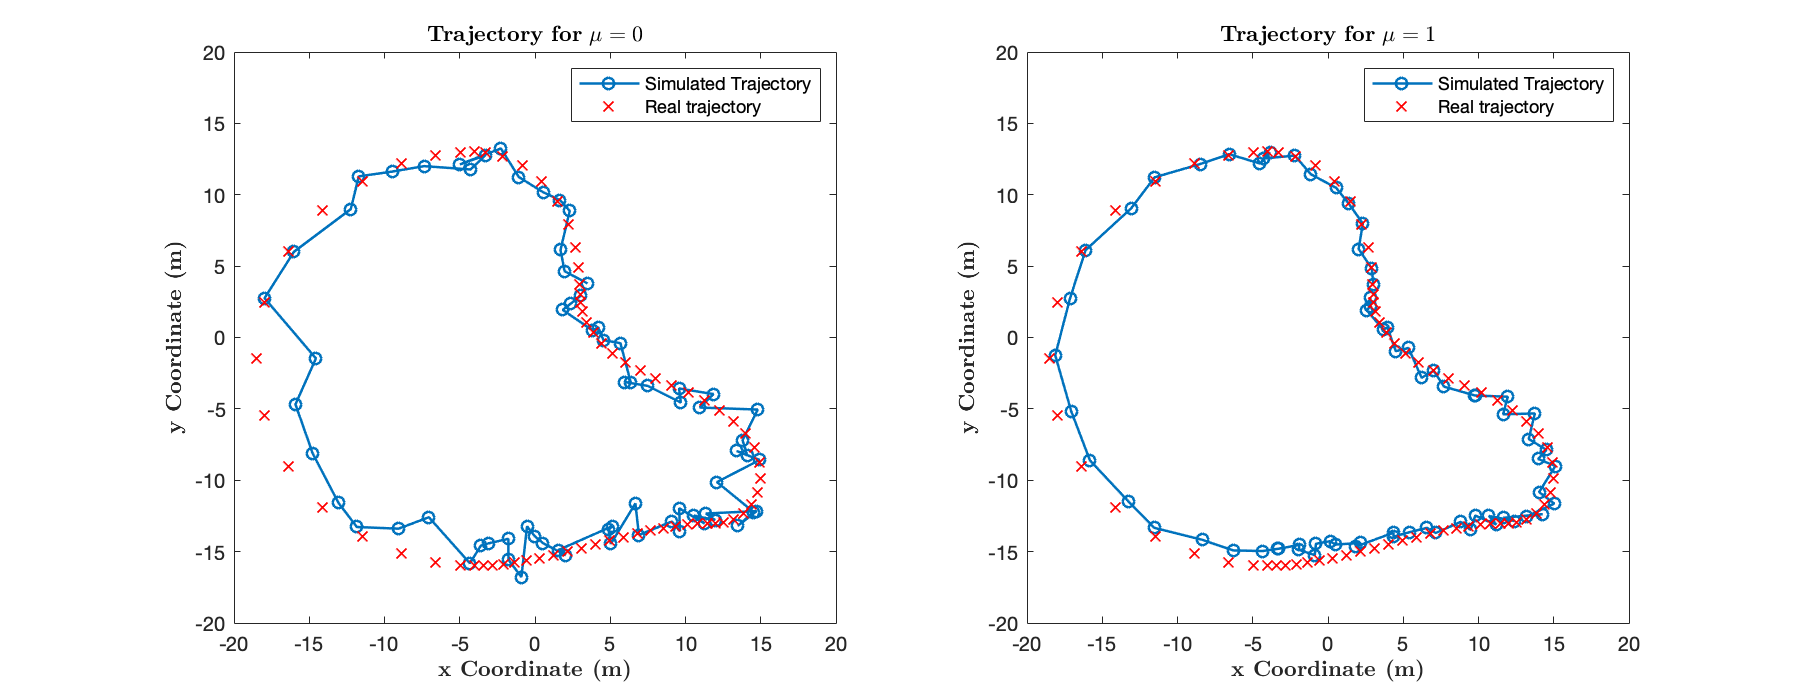 Trajectory for μ = 0
20
15
10
5
0
-5
-10
-15
-20
-20 -15 -10 -5 0 5 10 15 20
x Coordinate (m)
y Coordinate (m)
Simulated Trajectory
Real trajectory
Trajectory for μ = 1
20
15
10
5
0
-5
-10
-15
-20
-20 -15 -10 -5 0 5 10 15 20
x Coordinate (m)
y Coordinate (m)
Simulated Trajectory
Real trajectory